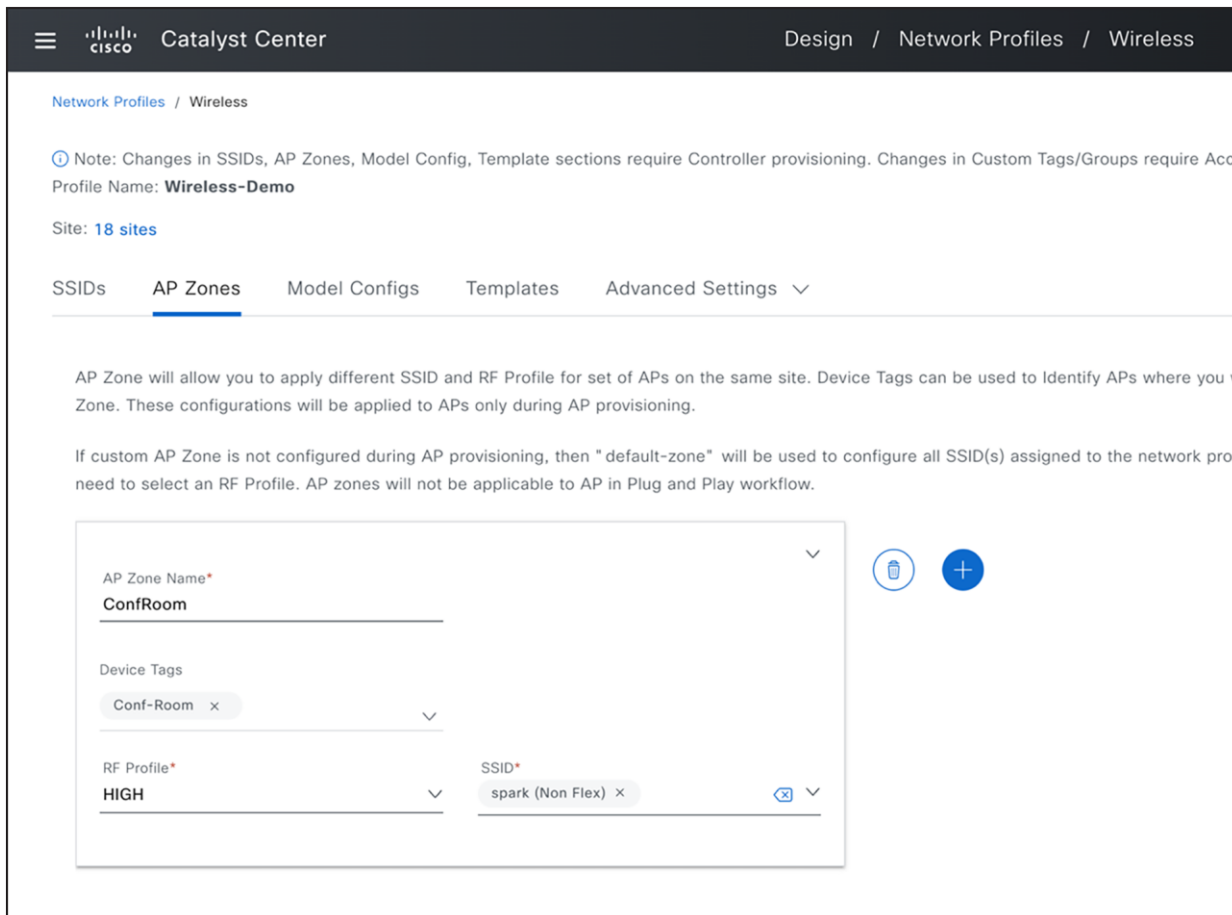 cisco Catalyst Center Design / Network Profiles / Wireless
Network Profiles / Wireless
Note: Changes in SSIDs, AP Zones, Model Config, Template sections require Controller provisioning. Changes in Custom Tags/Groups require
Profile Name: Wireless-Demo
Site: 18 sites
SSIDs AP Zones Model Configs Templates Advanced Settings
AP Zone will allow you to apply different SSID and RF Profile for set of APs on the same site. Device Tags can be used to Identify APs where you
Zone. These configurations will be applied to APs only during AP provisioning.
If custom AP Zone is not configured during AP provisioning, then "default-zone" will be used to configure all SSID(s) assigned to the network
need to select an RF Profile. AP zones will not be applicable to AP in Plug and Play workflow.
AP Zone Name*
ConfRoom
Device Tags
Conf-Room ×
RF Profile* SSID*
HIGH spark (Non Flex) ×